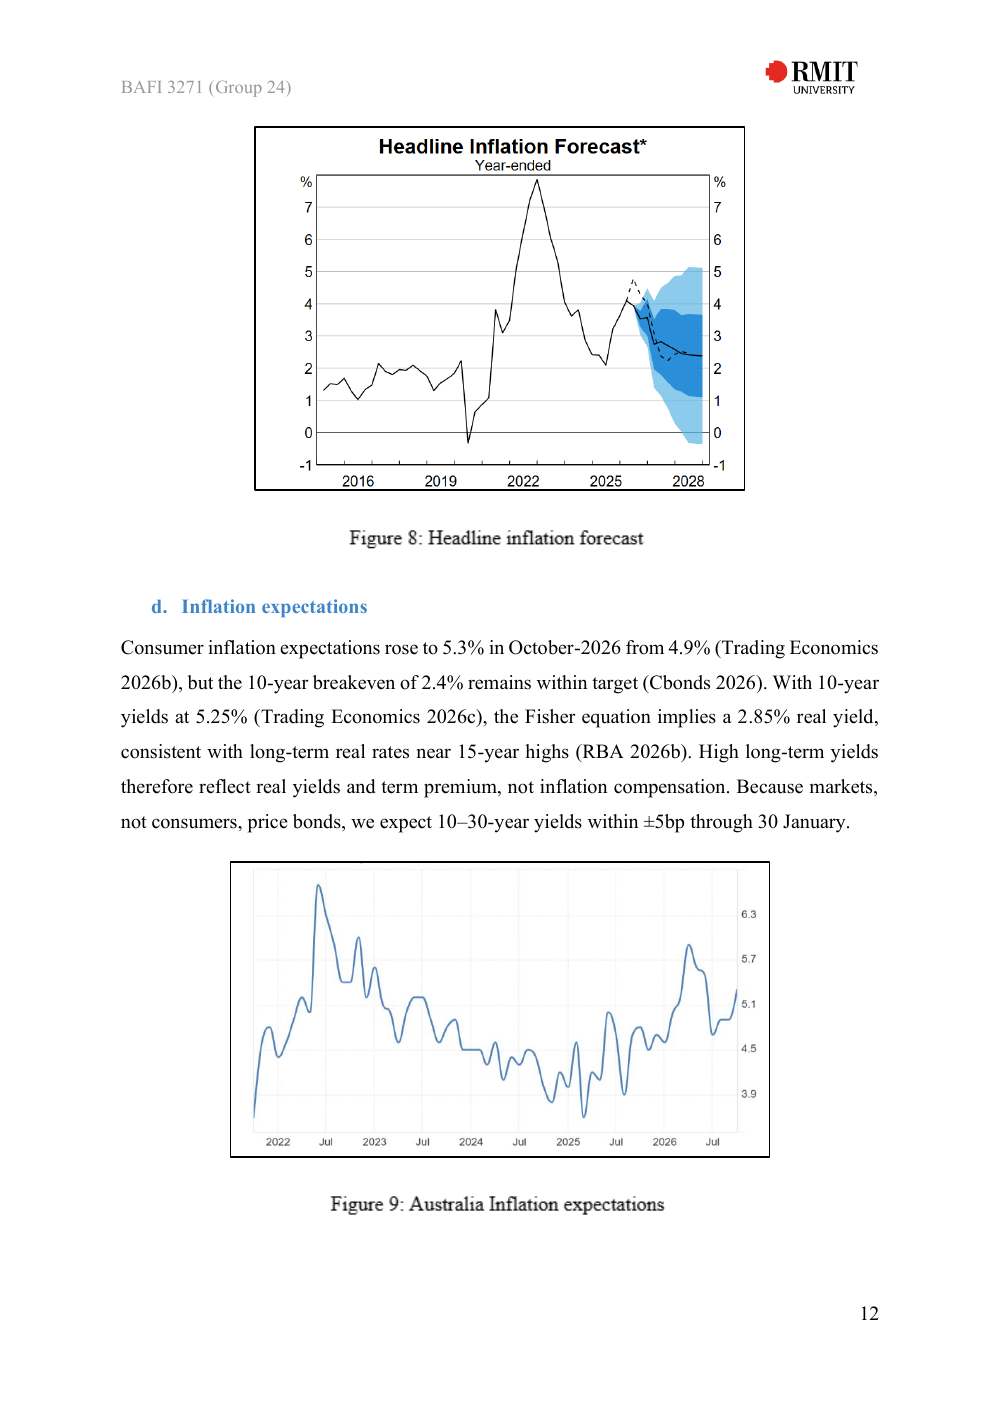 BAFI 3271 (Group 24)
RMIT
UNIVERSITY
Headline Inflation Forecast*
Year-ended
% %
7 7
6 6
5 5
4 4
3 3
2 2
1 1
0 0
-1 -1
2016 2019 2022 2025 2028
Figure 8: Headline inflation forecast
d. Inflation expectations
Consumer inflation expectations rose to 5.3% in October-2026 from 4.9% (Trading Economics
2026b), but the 10-year breakeven of 2.4% remains within target (Cbonds 2026). With 10-year
yields at 5.25% (Trading Economics 2026c), the Fisher equation implies a 2.85% real yield,
consistent with long-term real rates near 15-year highs (RBA 2026b). High long-term yields
therefore reflect real yields and term premium, not inflation compensation. Because markets,
not consumers, price bonds, we expect 10–30-year yields within ±5bp through 30 January.
6.3
5.7
5.1
4.5
3.9
2022 Jul 2023 Jul 2024 Jul 2025 Jul 2026 Jul
Figure 9: Australia Inflation expectations
12